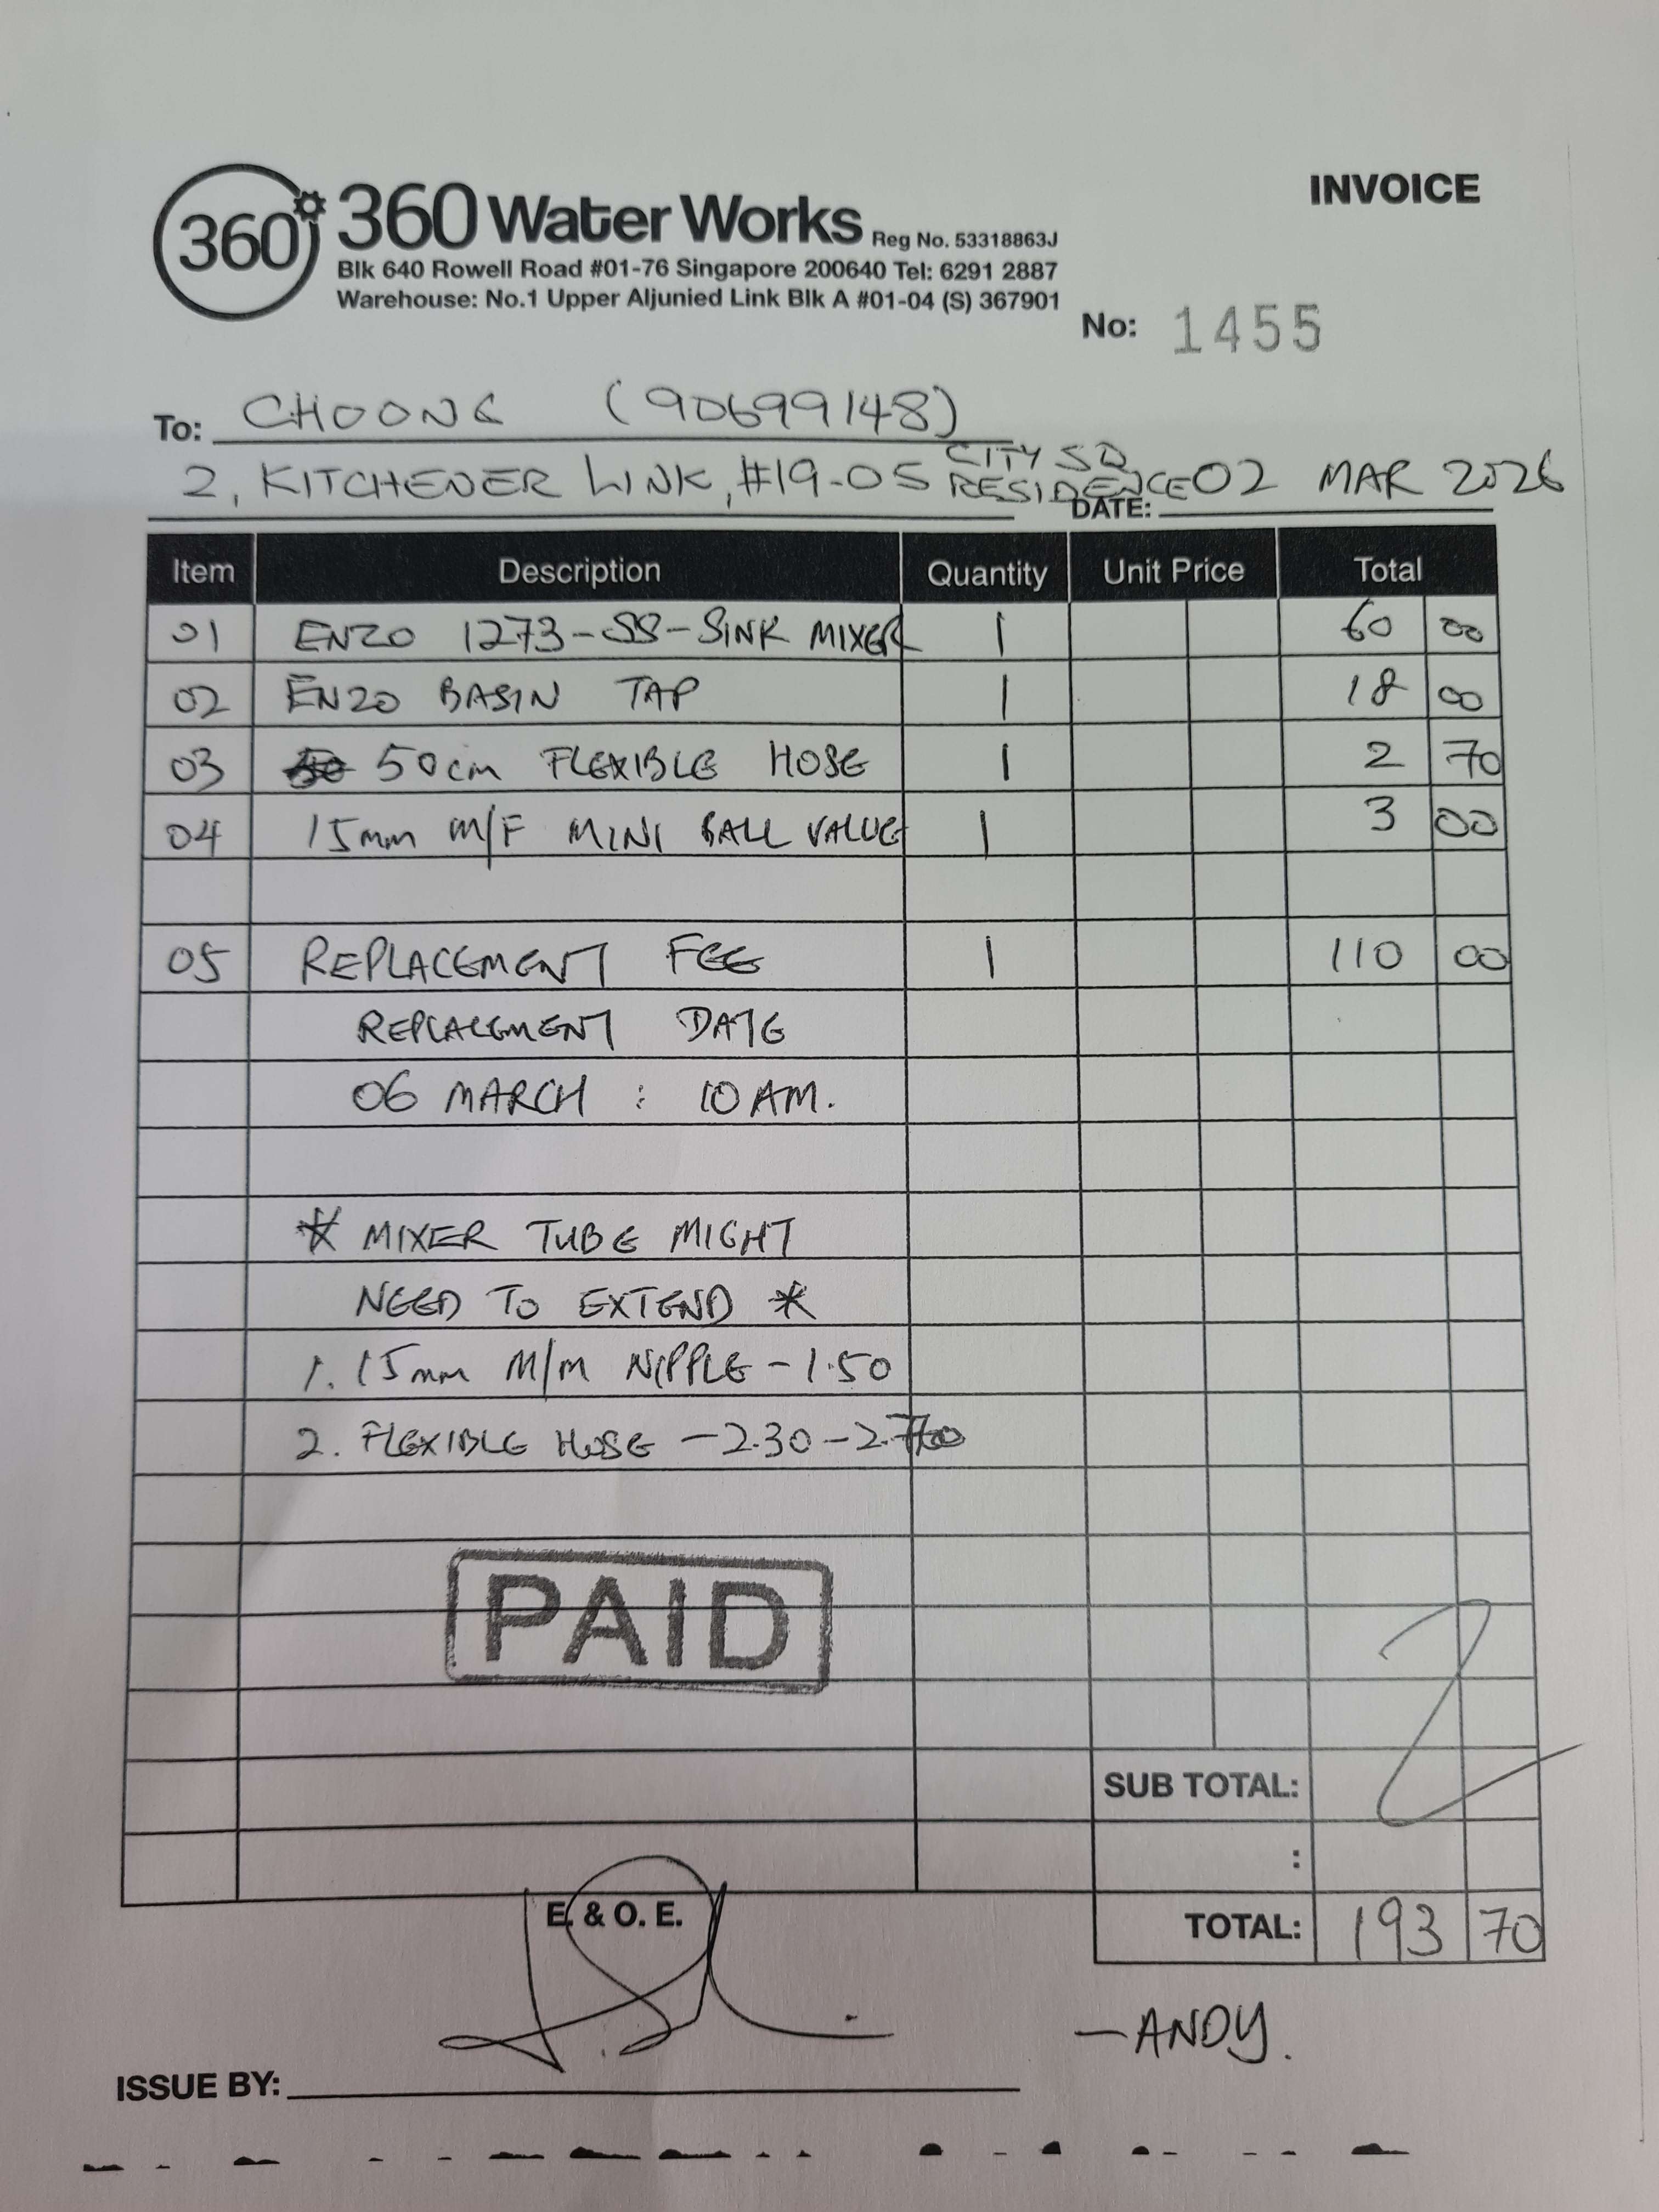 INVOICE
360°
360 Water Works Reg No. 53318863J
Blk 640 Rowell Road #01-76 Singapore 200640 Tel: 6291 2887
Warehouse: No.1 Upper Aljunied Link Blk A #01-04 (S) 367901
No: 1455
To: CHOONG (90699148)
2, KITCHENER LINK, #19-05 CITY SQ RESIDENCE
DATE: 02 MAR 2026
Item Description Quantity Unit Price Total
01 ENZO 1273-SS-SINK MIXER 1 60 00
02 ENZO BASIN TAP 1 18 00
03 50cm FLEXIBLE HOSE 1 2 70
04 15mm M/F MINI BALL VALUE 1 3 00
05 REPLACEMENT FEE 1 110 00
REPLACEMENT DATE
06 MARCH : 10 AM.
* MIXER TUBE MIGHT
NEED TO EXTEND *
1. 15mm M/M NIPPLE - 1.50
2. FLEXIBLE HOSE - 2.30 - 2.70
PAID
SUB TOTAL:
:
E. & O. E.
TOTAL: 193 70
- ANDY.
ISSUE BY: